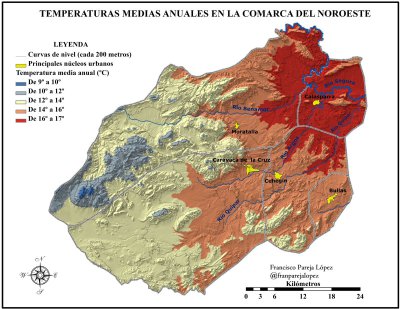 TEMPERATURAS MEDIAS ANUALES EN LA COMARCA DEL NOROESTE
LEYENDA
Curvas de nivel (cada 200 metros)
Principales núcleos urbanos
Temperatura media anual (°C)
De 9° a 10°
De 10° a 12°
De 12° a 14°
De 14° a 16°
De 16° a 17°
Río Segura
Calasparra
Río Benamor
Moratalla
Caravaca de la Cruz
Cehegín
Río Quípar
Bullas
Francisco Pareja López
@franparejalopez
Kilómetros
0 3 6 12 18 24